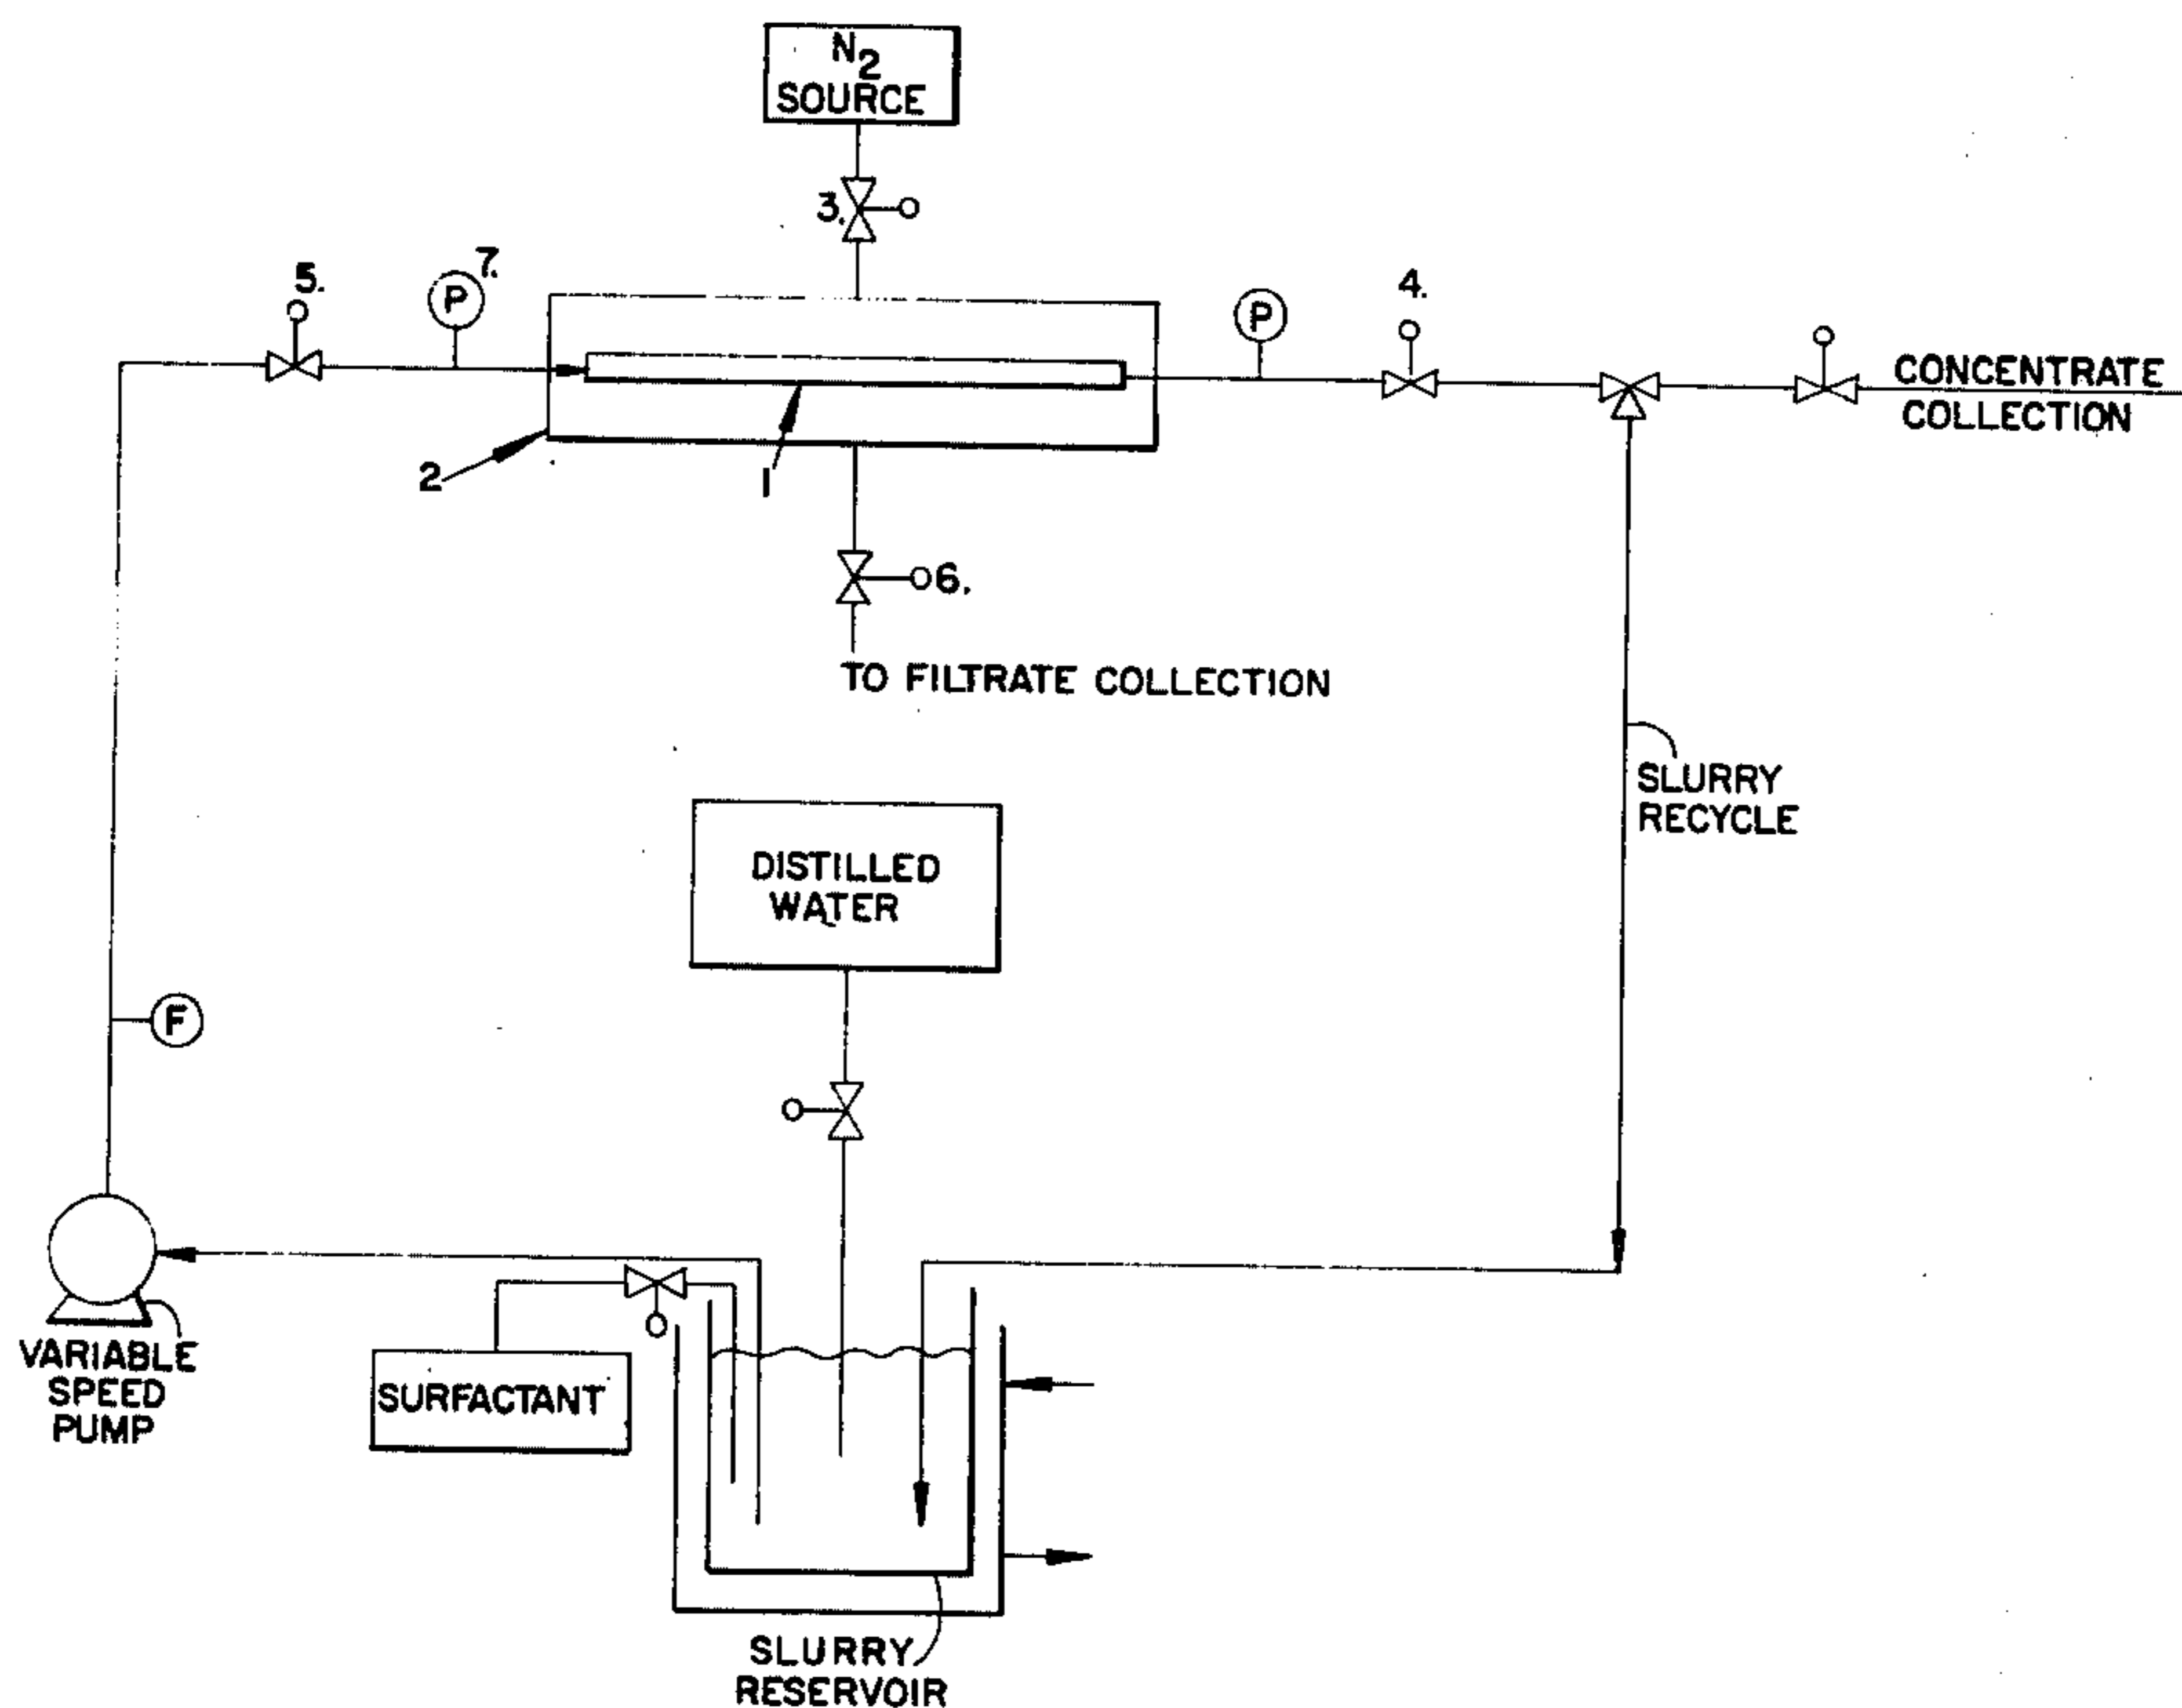 N2
SOURCE
3.
5.
P
7.
P
4.
CONCENTRATE
COLLECTION
2
1
6.
TO FILTRATE COLLECTION
SLURRY
RECYCLE
DISTILLED
WATER
F
VARIABLE
SPEED
PUMP
SURFACTANT
SLURRY
RESERVOIR